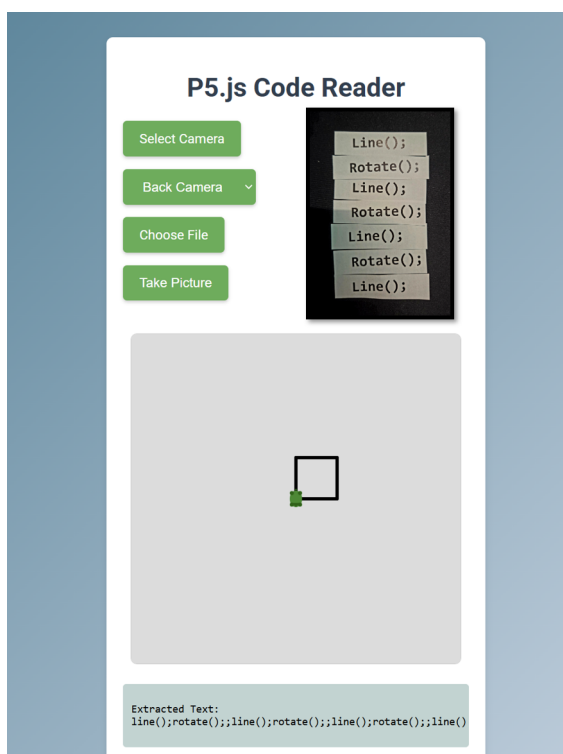 P5.js Code Reader
Select Camera
Back Camera
Choose File
Take Picture
Line();
Rotate();
Line();
Rotate();
Line();
Rotate();
Line();
Extracted Text:
line();rotate();;line();rotate();;line();rotate();;line()